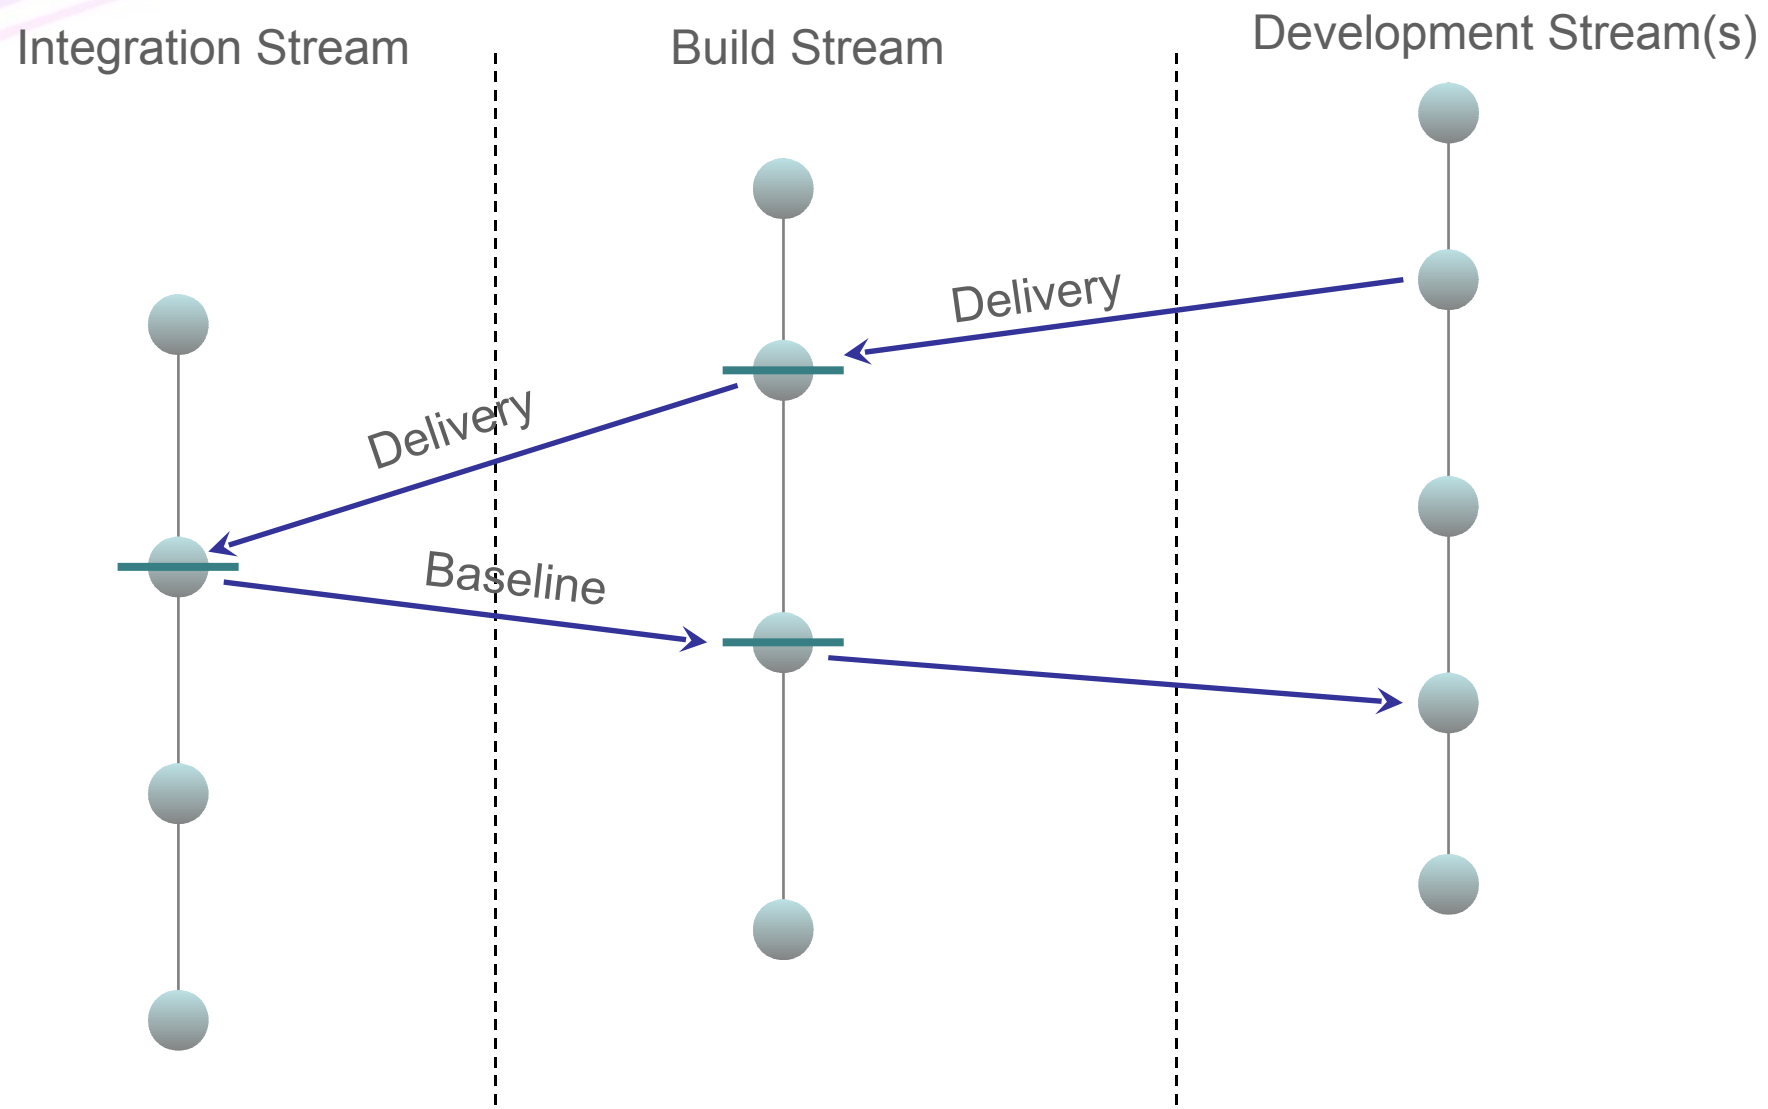 Integration Stream
Build Stream
Development Stream(s)
Delivery
Delivery
Baseline